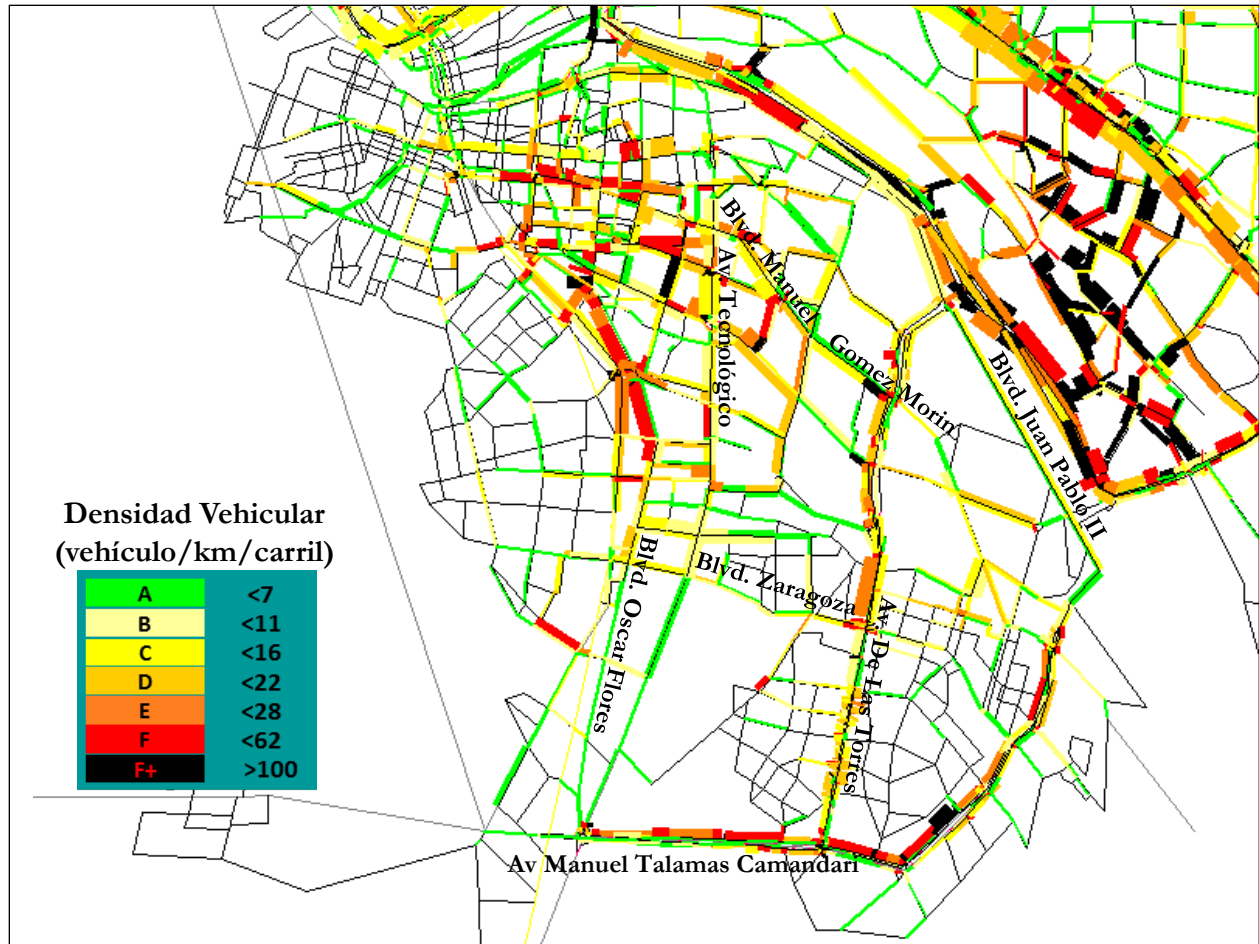 Blvd. Manuel
Gomez Morin
Av. Tecnológico
Blvd. Juan Pablo II
Densidad Vehicular
(vehículo/km/carril)
A <7
B <11
C <16
D <22
E <28
F <62
F+ >100
Blvd. Oscar Flores
Blvd. Zaragoza
Av. De Las Torres
Av Manuel Talamas Camandari